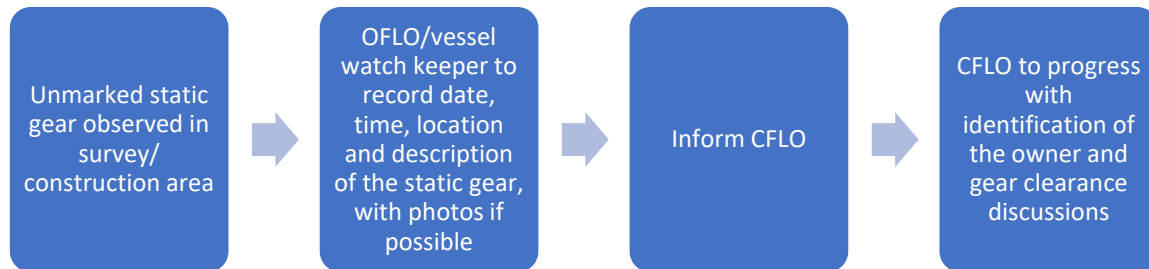 Unmarked static
gear observed in
survey/
construction area
OFLO/vessel
watch keeper to
record date,
time, location
and description
of the static gear,
with photos if
possible
Inform CFLO
CFLO to progress
with
identification of
the owner and
gear clearance
discussions